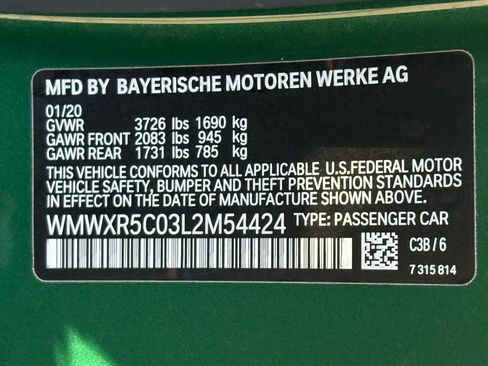 MFD BY BAYERISCHE MOTOREN WERKE AG
01/20
GVWR 3726 lbs 1690 kg
GAWR FRONT 2083 lbs 945 kg
GAWR REAR 1731 lbs 785 kg
THIS VEHICLE CONFORMS TO ALL APPLICABLE U.S.FEDERAL MOTOR
VEHICLE SAFETY, BUMPER AND THEFT PREVENTION STANDARDS
IN EFFECT ON THE DATE OF MANUFACTURE SHOWN ABOVE.
WMWXR5C03L2M54424 TYPE: PASSENGER CAR
C3B / 6
7 315 814